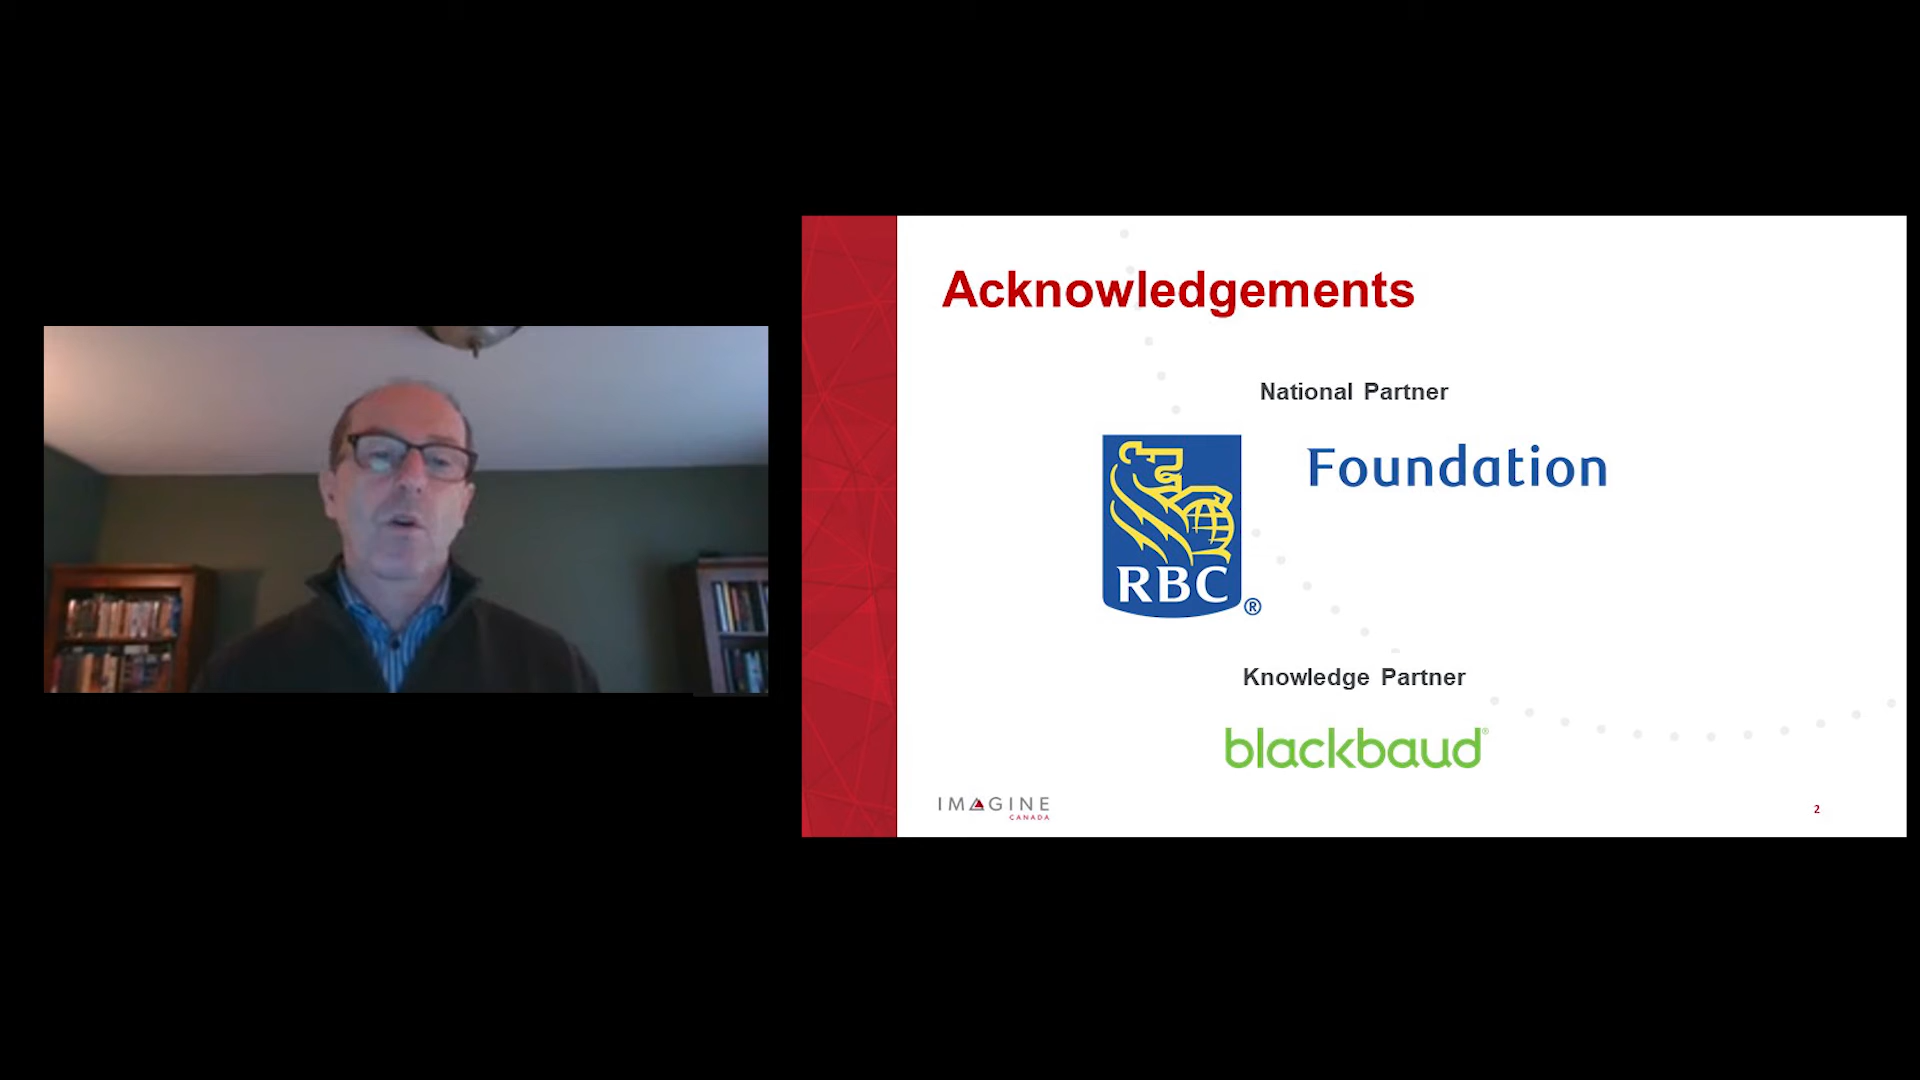 Acknowledgements
National Partner
Foundation
RBC®
Knowledge Partner
blackbaud®
IMAGINE
CANADA
2